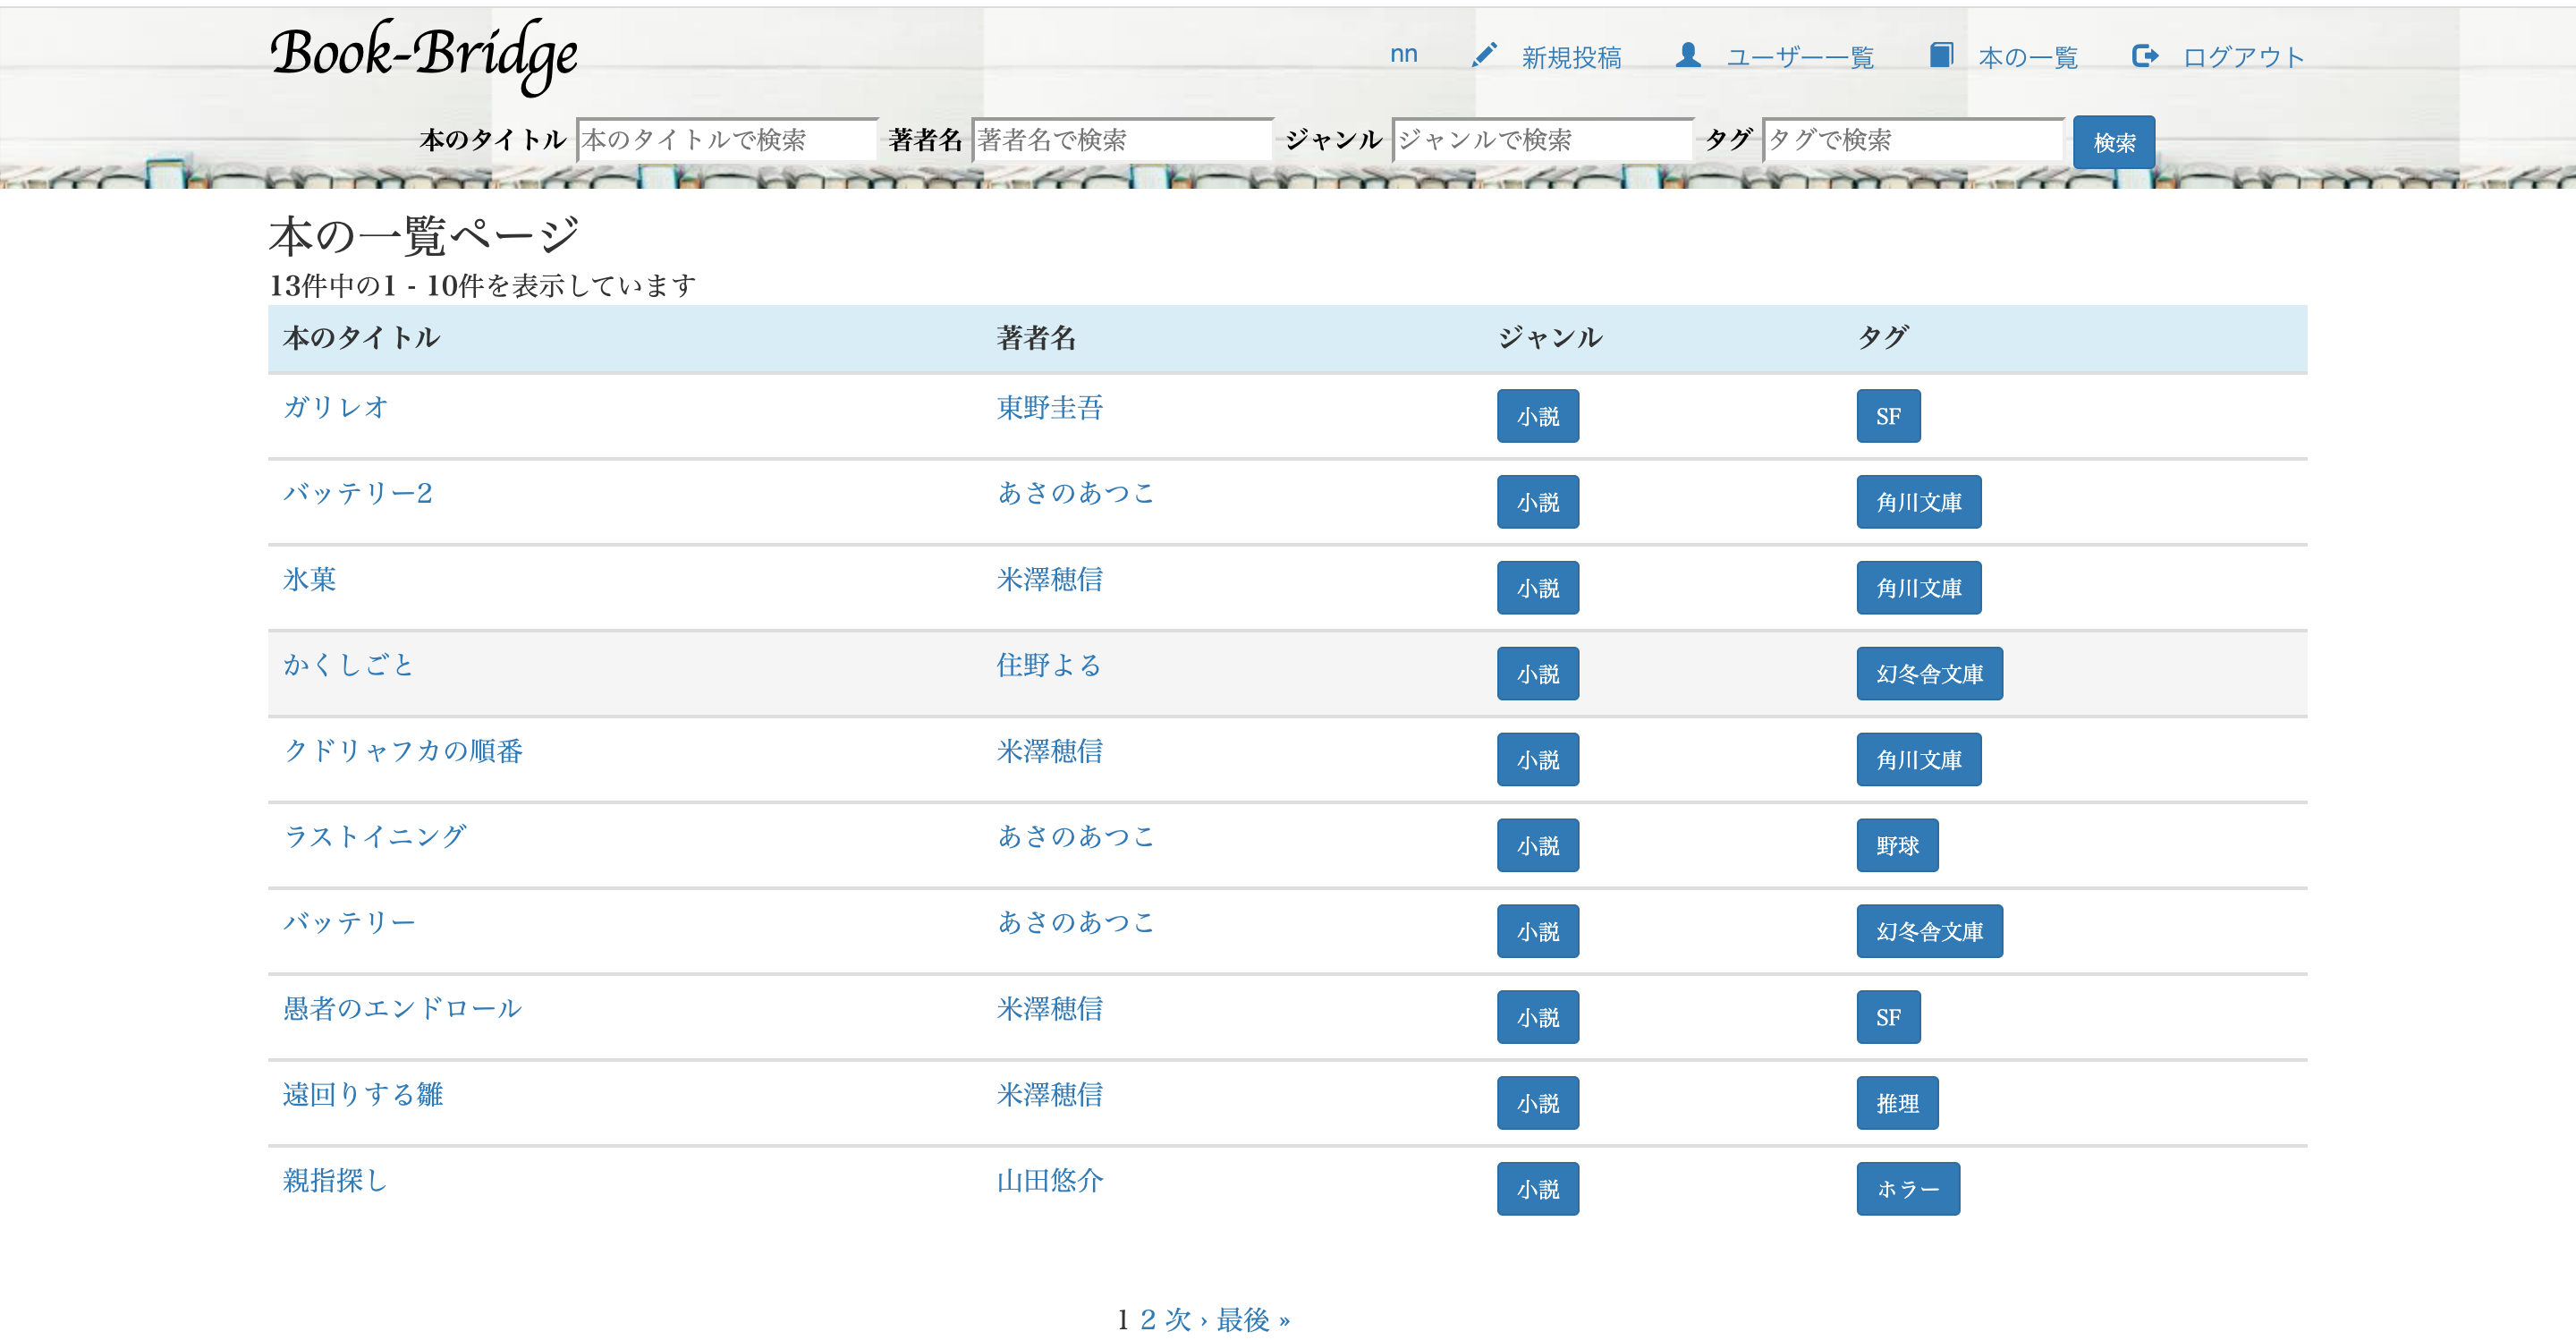 Book-Bridge
nn 新規投稿 ユーザー一覧 本の一覧 ログアウト
本のタイトル 本のタイトルで検索 著者名 著者名で検索 ジャンル ジャンルで検索 タグ タグで検索 検索
本の一覧ページ
13件中の1 - 10件を表示しています
本のタイトル 著者名 ジャンル タグ
ガリレオ 東野圭吾 小説 SF
バッテリー2 あさのあつこ 小説 角川文庫
氷菓 米澤穂信 小説 角川文庫
かくしごと 住野よる 小説 幻冬舎文庫
クドリャフカの順番 米澤穂信 小説 角川文庫
ラストイニング あさのあつこ 小説 野球
バッテリー あさのあつこ 小説 幻冬舎文庫
愚者のエンドロール 米澤穂信 小説 SF
遠回りする雛 米澤穂信 小説 推理
親指探し 山田悠介 小説 ホラー
1 2 次 › 最後 »